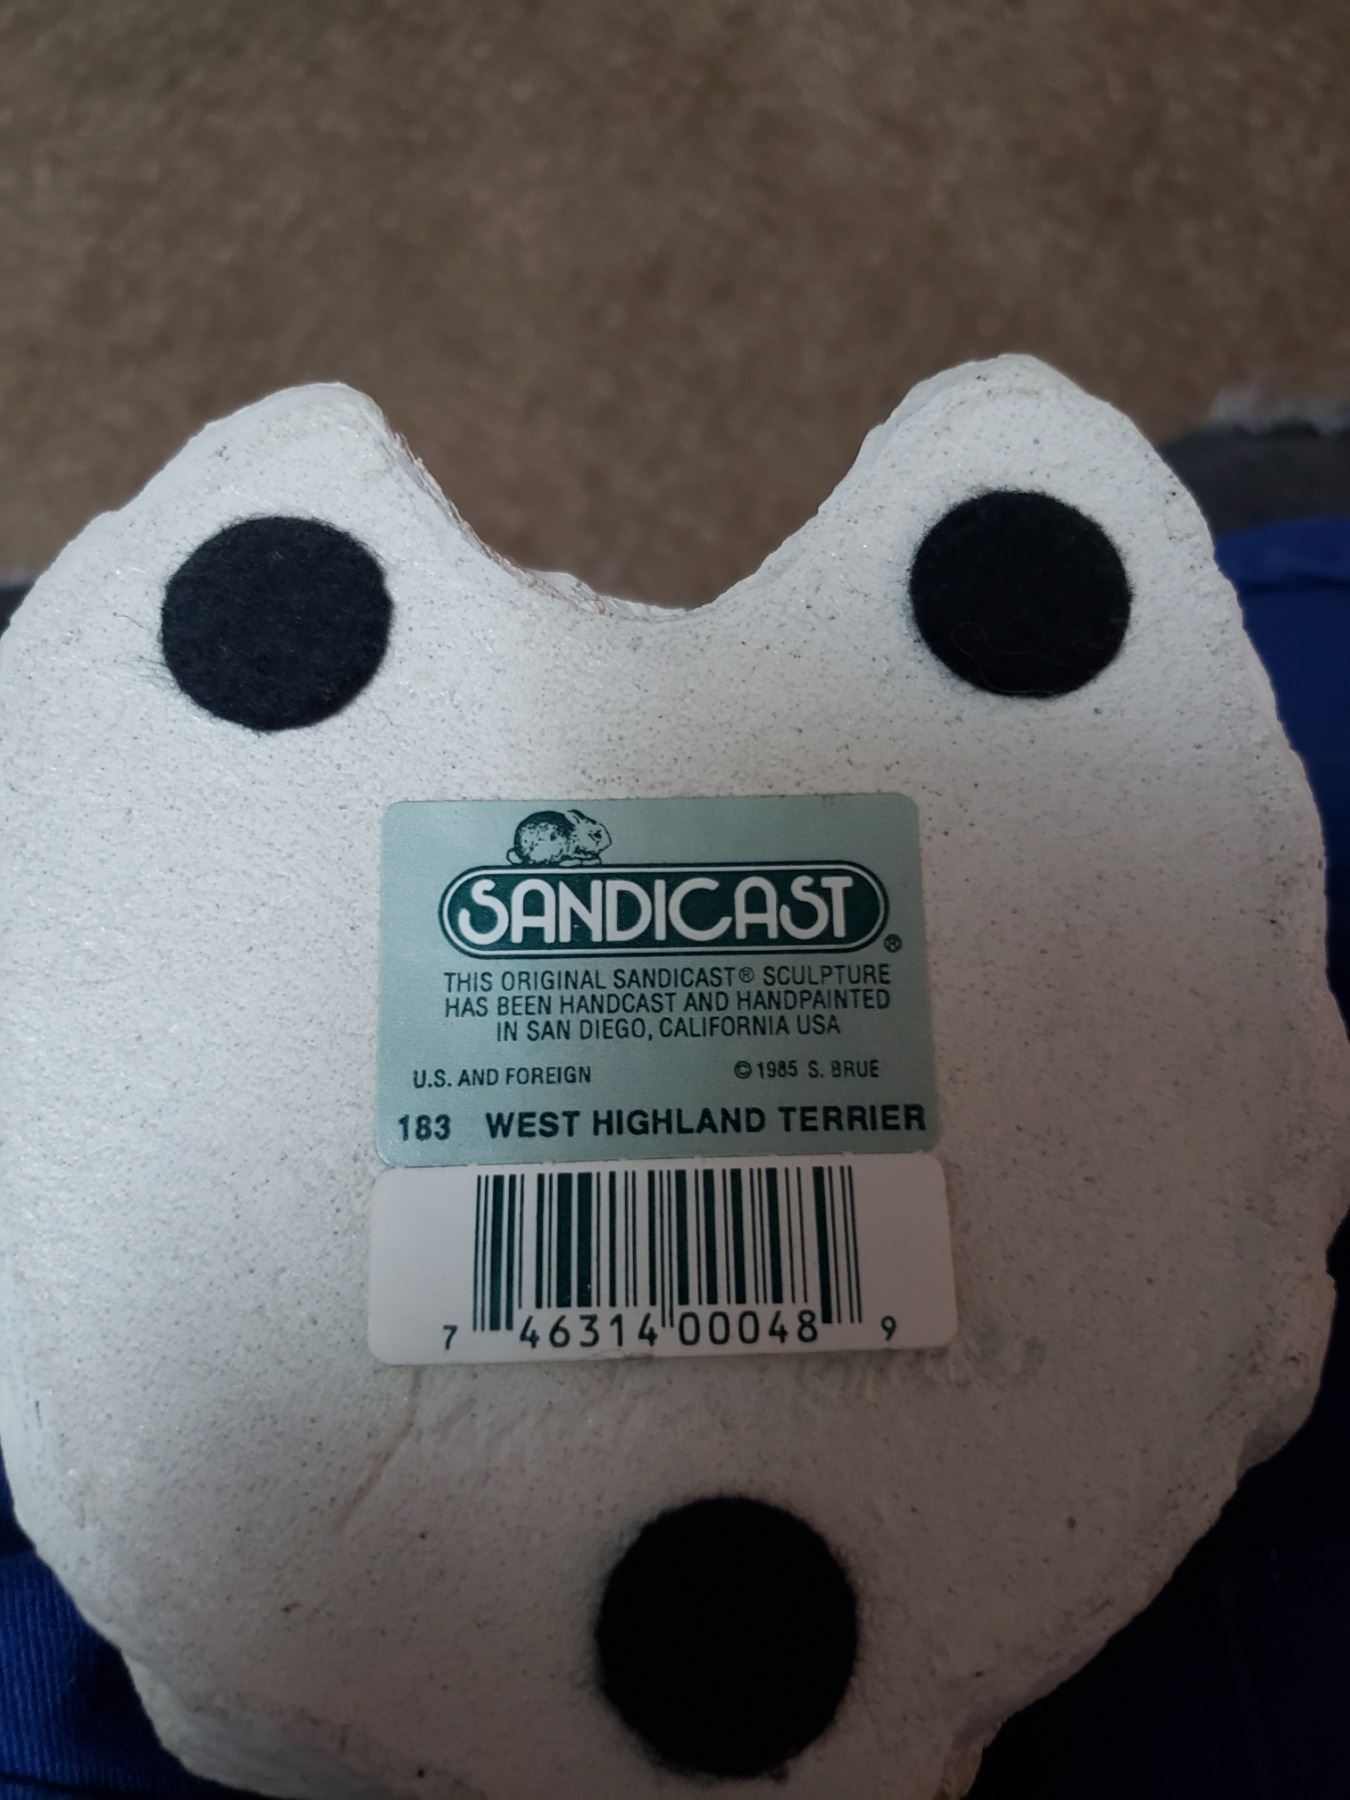 SANDICAST®
THIS ORIGINAL SANDICAST® SCULPTURE
HAS BEEN HANDCAST AND HANDPAINTED
IN SAN DIEGO, CALIFORNIA USA
U.S. AND FOREIGN © 1985 S. BRUE
183 WEST HIGHLAND TERRIER
7 46314 00048 9